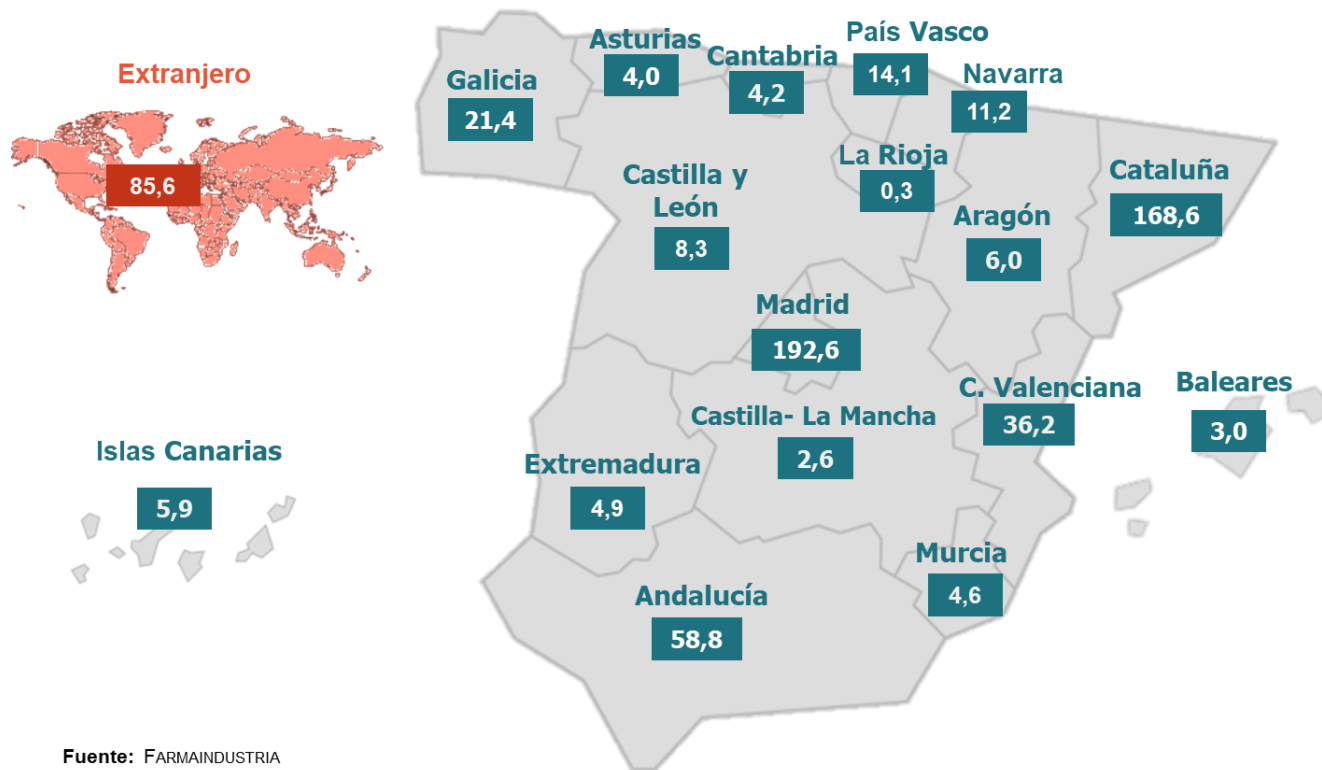 Extranjero
85,6
Galicia
21,4
Asturias
4,0
Cantabria
4,2
País Vasco
14,1
Navarra
11,2
La Rioja
0,3
Castilla y
León
8,3
Aragón
6,0
Cataluña
168,6
Madrid
192,6
C. Valenciana
36,2
Baleares
3,0
Castilla- La Mancha
2,6
Extremadura
4,9
Islas Canarias
5,9
Murcia
4,6
Andalucía
58,8
Fuente: FARMAINDUSTRIA